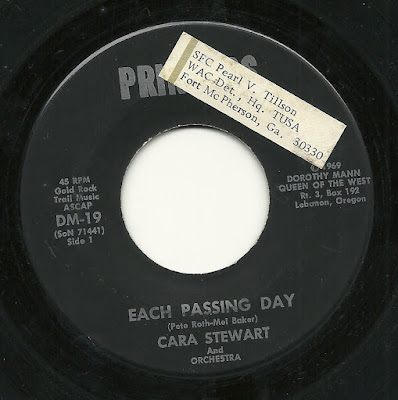 SFC Pearl V. Tillson
WAC Det., Hq. TUSA
Fort McPherson, Ga.
30330
45 RPM
Gold Rock
Trail Music
ASCAP
DM-19
(SoN 71441)
Side 1
1969
DOROTHY MANN
QUEEN OF THE WEST
Rt. 3, Box 192
Lebanon, Oregon
EACH PASSING DAY
(Pete Roth-Mel Baker)
CARA STEWART
And
ORCHESTRA